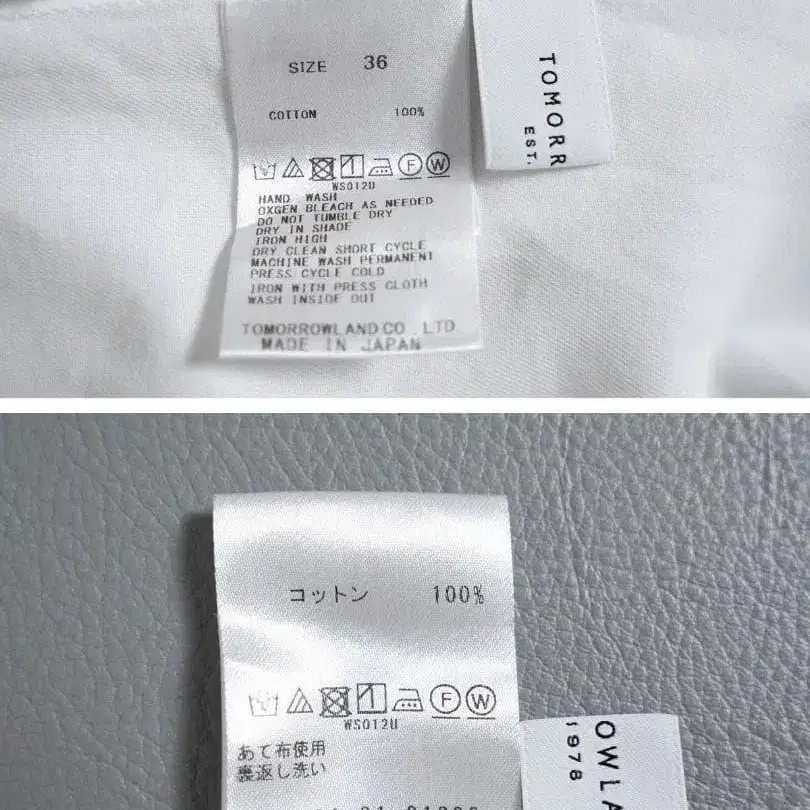 SIZE 36
COTTON 100%
F W
WS012U
HAND WASH
OXGEN BLEACH AS NEEDED
DO NOT TUMBLE DRY
DRY IN SHADE
IRON HIGH
DRY CLEAN SHORT CYCLE
MACHINE WASH PERMANENT
PRESS CYCLE COLD
IRON WITH PRESS CLOTH
WASH INSIDE OUT
TOMORROWLAND CO LTD
MADE IN JAPAN
TOMORR
EST.
コットン 100%
F W
WS012U
あて布使用
裏返し洗い
OWLA
1978